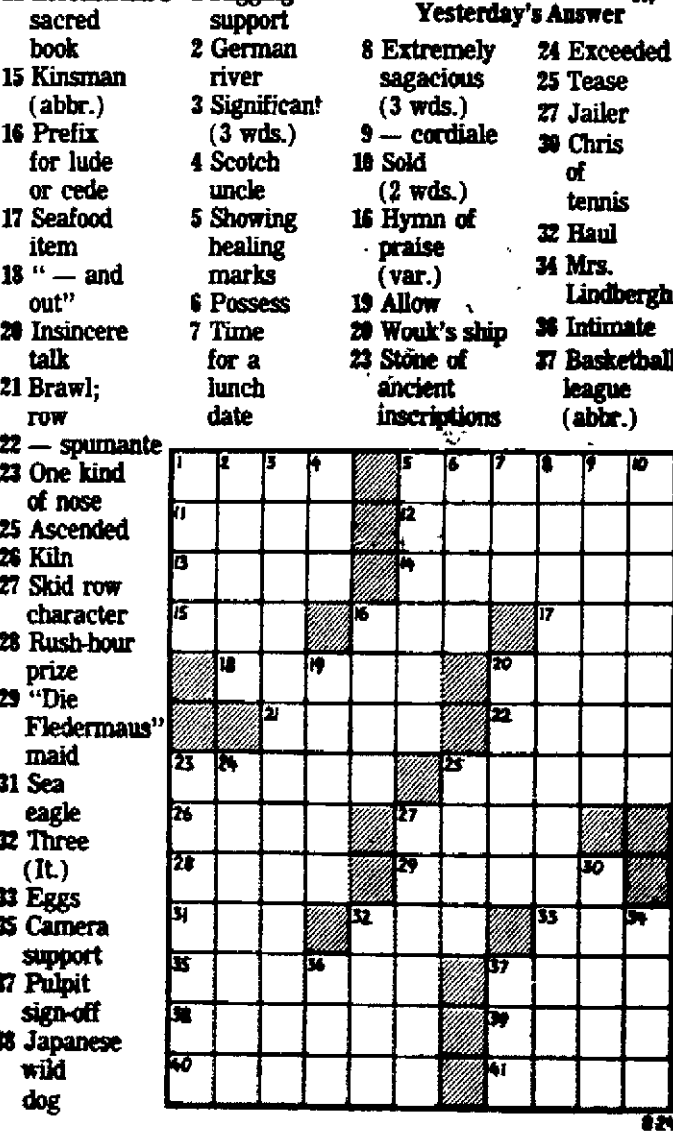 sacred
book
15 Kinsman
(abbr.)
16 Prefix
for lude
or cede
17 Seafood
item
18 " — and
out"
20 Insincere
talk
21 Brawl;
row
22 — spumante
23 One kind
of nose
25 Ascended
26 Kiln
27 Skid row
character
28 Rush-hour
prize
29 "Die
Fledermaus"
maid
31 Sea
eagle
32 Three
(It.)
33 Eggs
35 Camera
support
37 Pulpit
sign-off
38 Japanese
wild
dog
support
2 German
river
3 Significant
(3 wds.)
4 Scotch
uncle
5 Showing
healing
marks
6 Possess
7 Time
for a
lunch
date
Yesterday's Answer
8 Extremely
sagacious
(3 wds.)
9 — cordiale
10 Sold
(2 wds.)
16 Hymn of
praise
(var.)
19 Allow
20 Wouk's ship
23 Stone of
ancient
inscriptions
24 Exceeded
25 Tease
27 Jailer
30 Chris
of
tennis
32 Haul
34 Mrs.
Lindbergh
36 Intimate
37 Basketball
league
(abbr.)
1 2 3 4 5 6 7 8 9 10
11 12
13 14
15 16 17
18 19 20
21 22
23 24 25
26 27
28 29 30
31 32 33 34
35 36 37
38 39
40 41
8-24